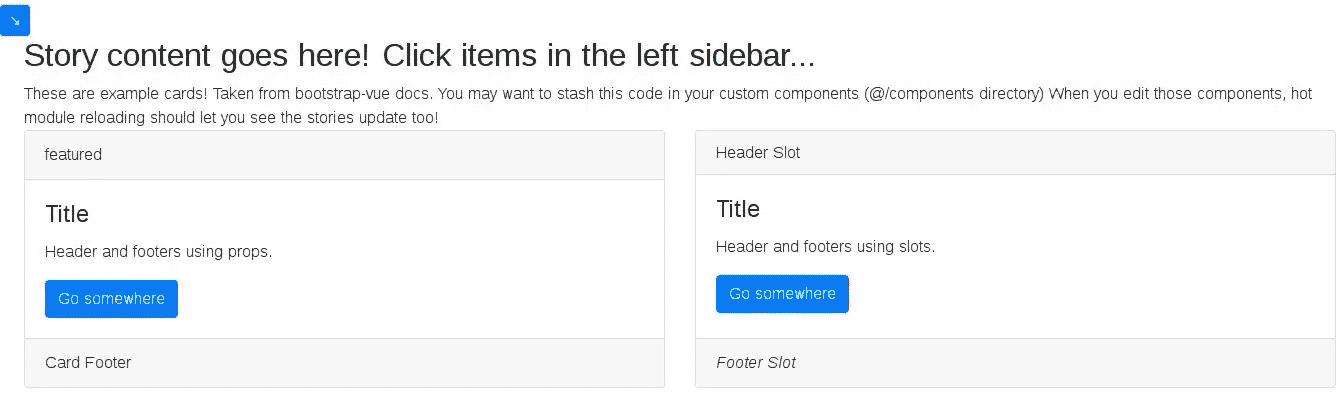 ↘
Story content goes here! Click items in the left sidebar...
These are example cards! Taken from bootstrap-vue docs. You may want to stash this code in your custom components (@/components directory) When you edit those components, hot
module reloading should let you see the stories update too!
featured
Title
Header and footers using props.
Go somewhere
Card Footer
Header Slot
Title
Header and footers using slots.
Go somewhere
Footer Slot